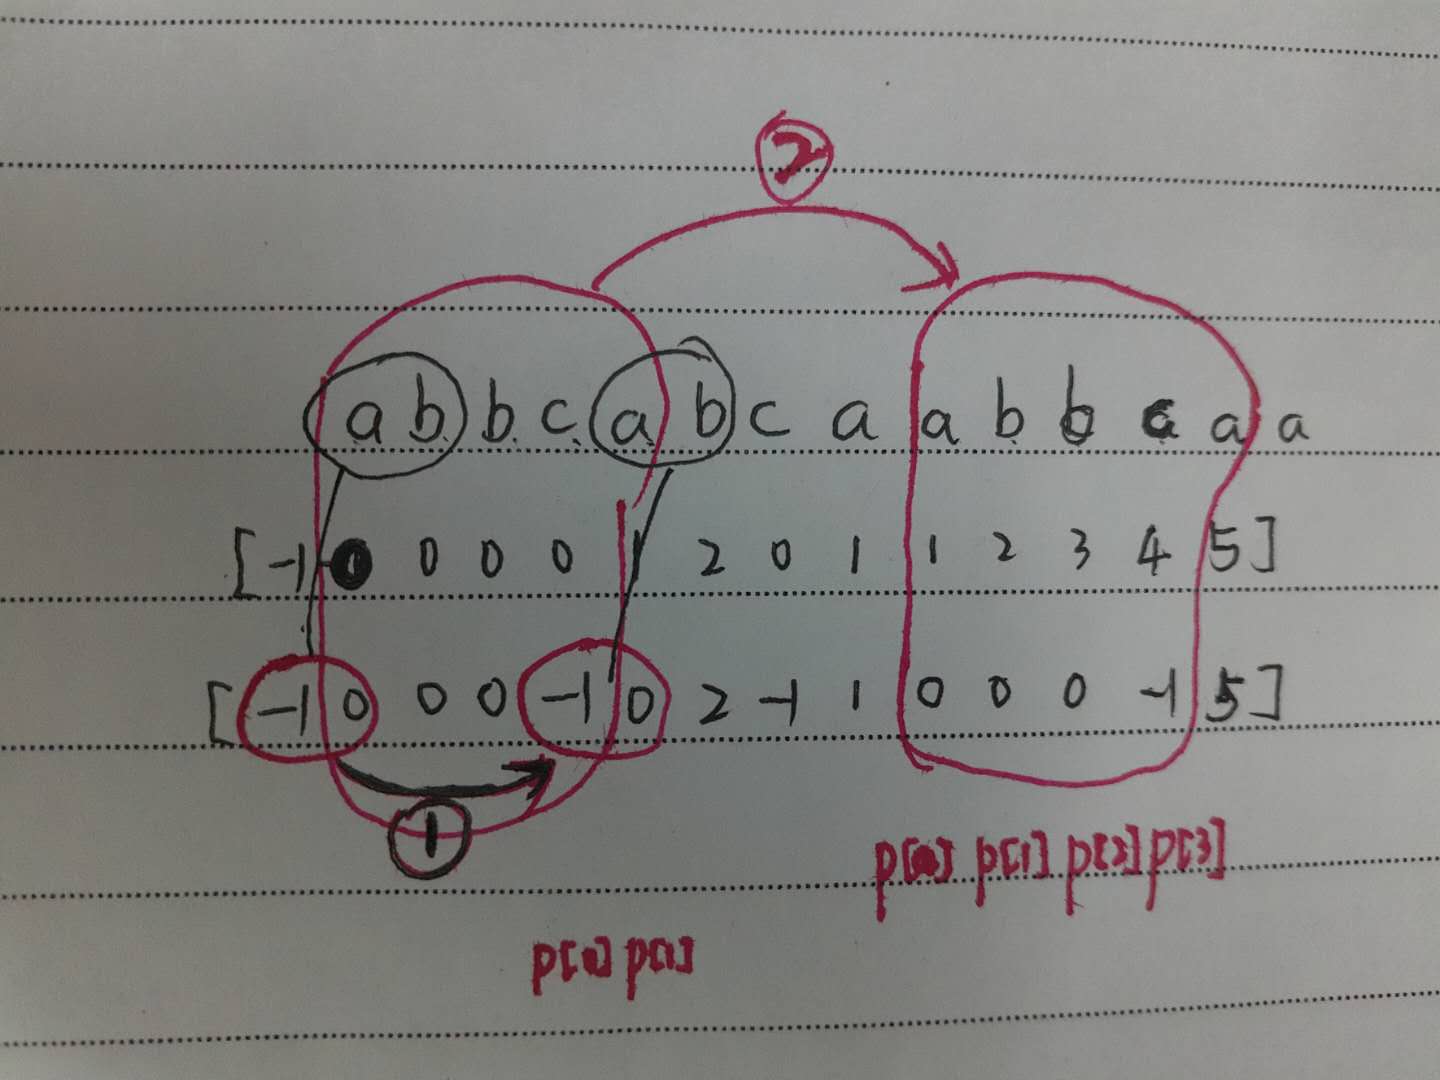 ②
a b b c a b c a a b b c a a
[-1 0 0 0 0 1 2 0 1 1 2 3 4 5]
[-1 0 0 0 -1 0 2 -1 1 0 0 0 -1 5]
①
p[0] p[1] p[2] p[3]
p[0] p[1]